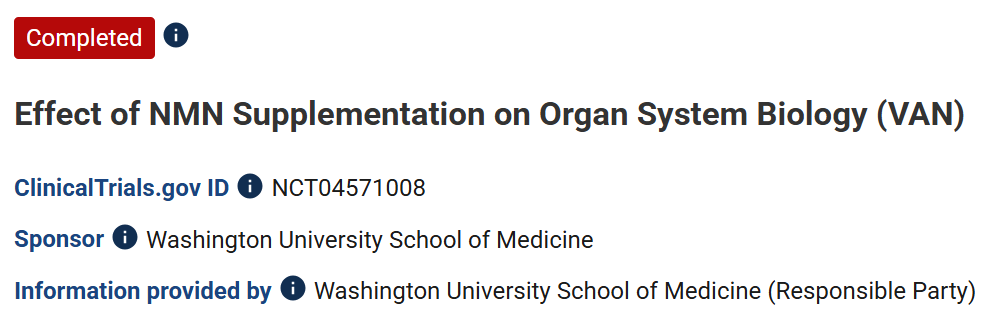 Completed
Effect of NMN Supplementation on Organ System Biology (VAN)
ClinicalTrials.gov ID NCT04571008
Sponsor Washington University School of Medicine
Information provided by Washington University School of Medicine (Responsible Party)